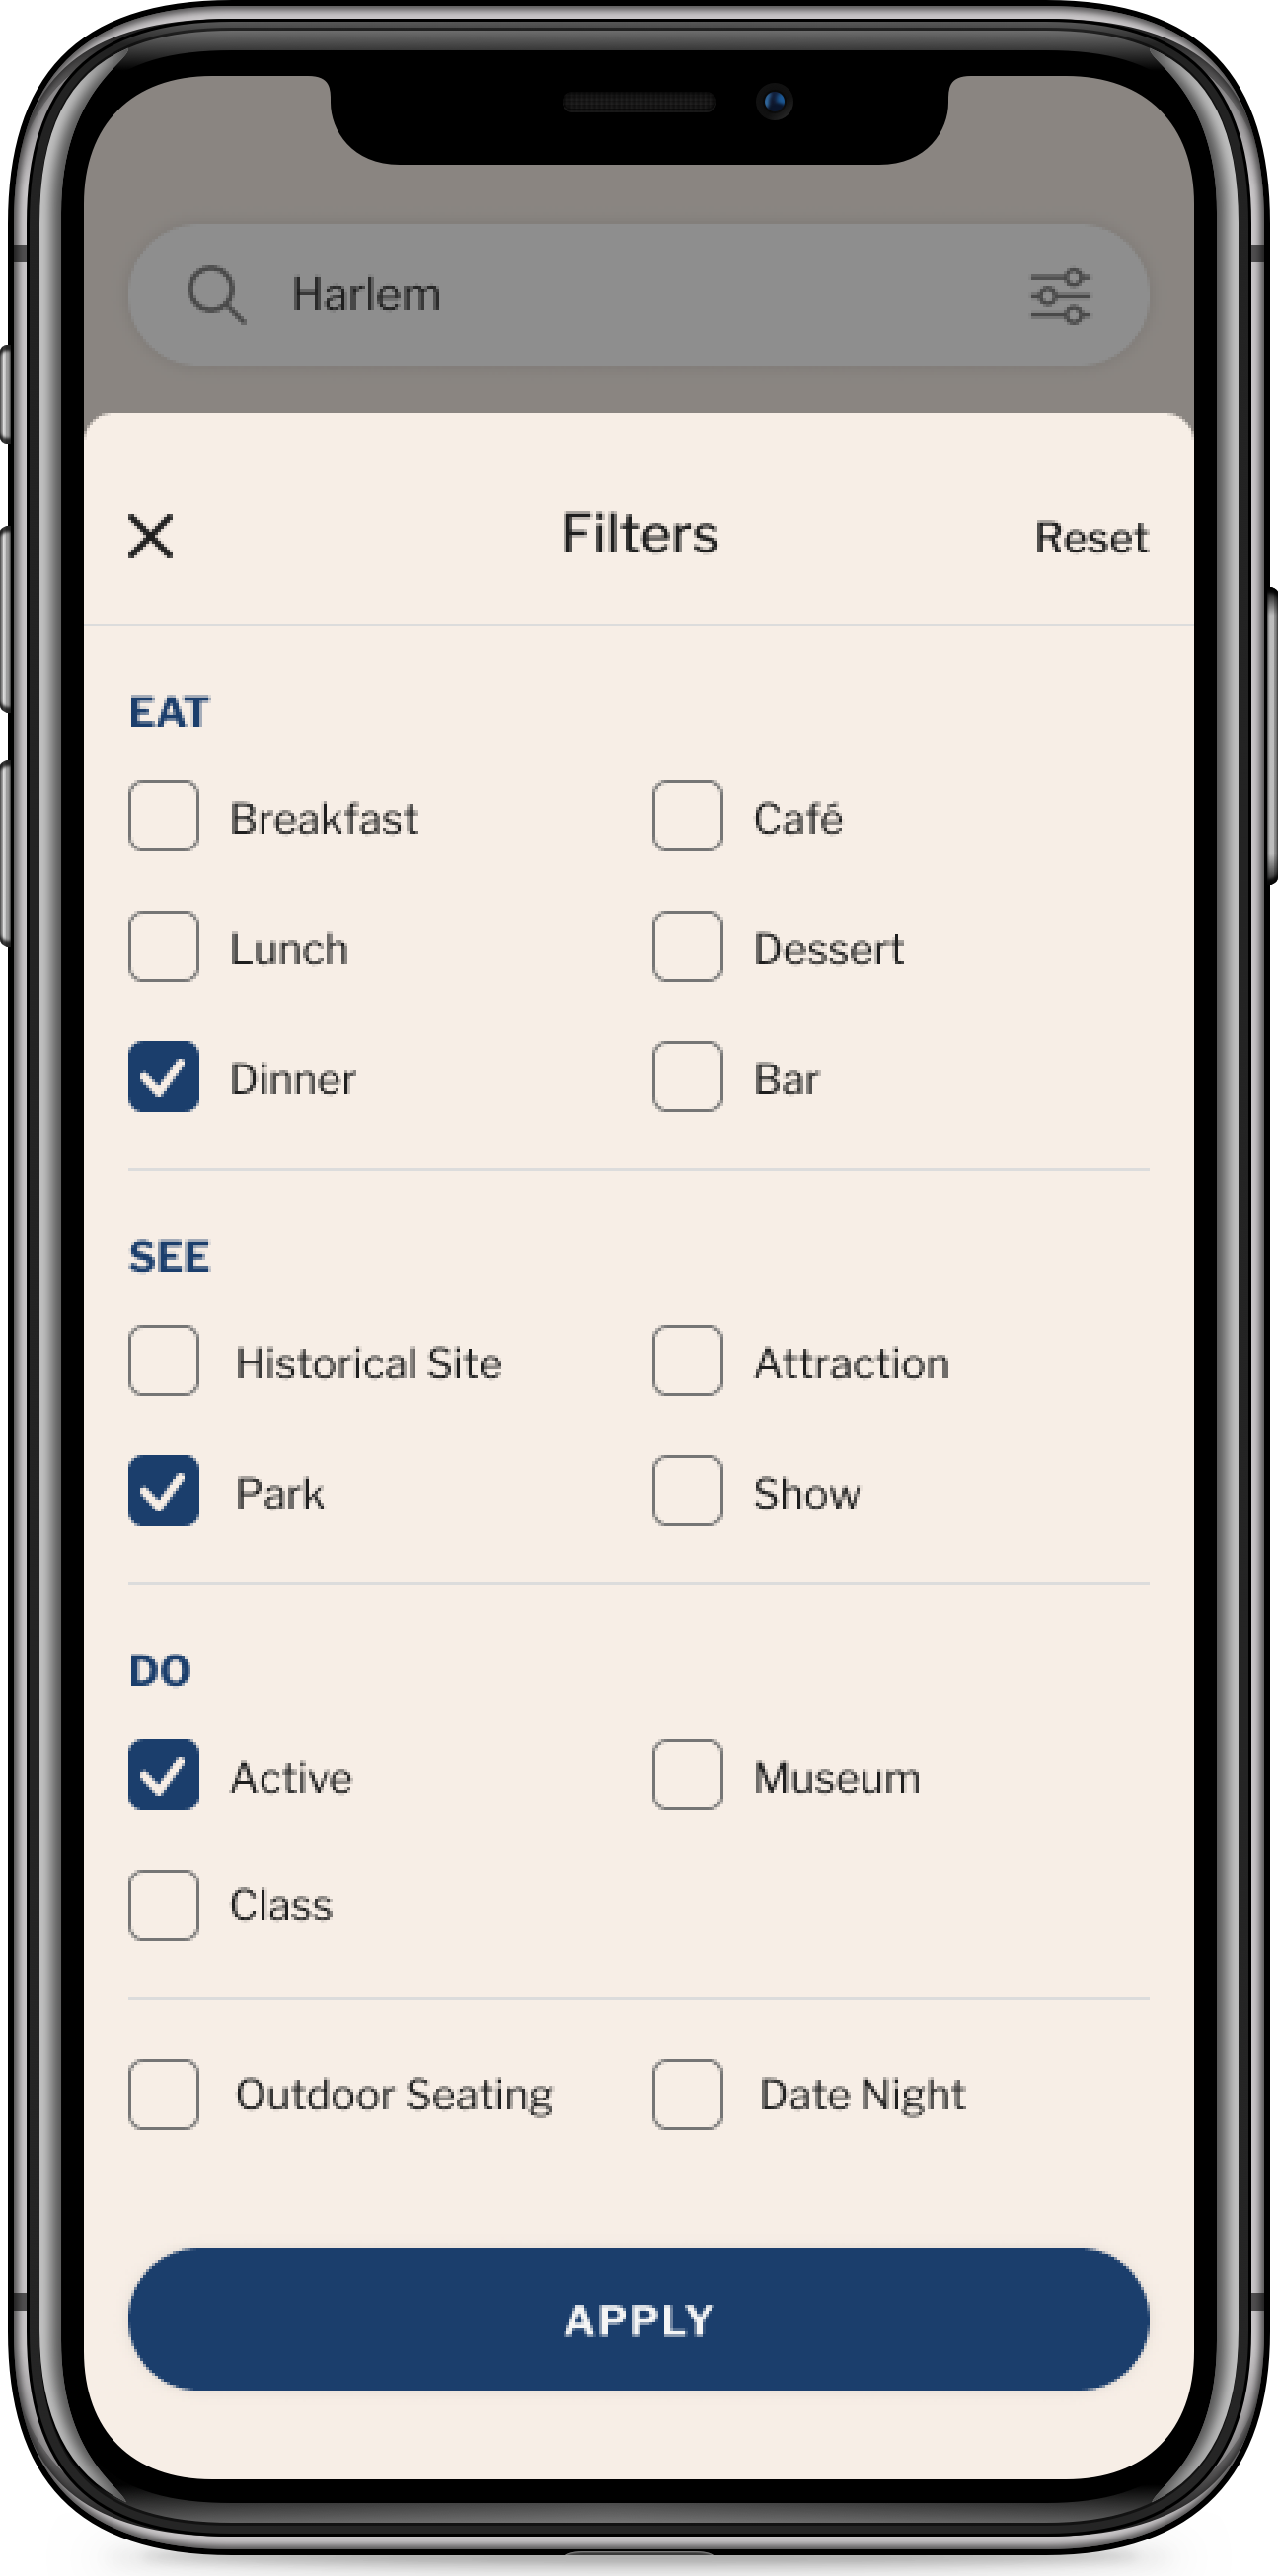 Harlem
Filters Reset
EAT
Breakfast Café
Lunch Dessert
Dinner Bar
SEE
Historical Site Attraction
Park Show
DO
Active Museum
Class
Outdoor Seating Date Night
APPLY